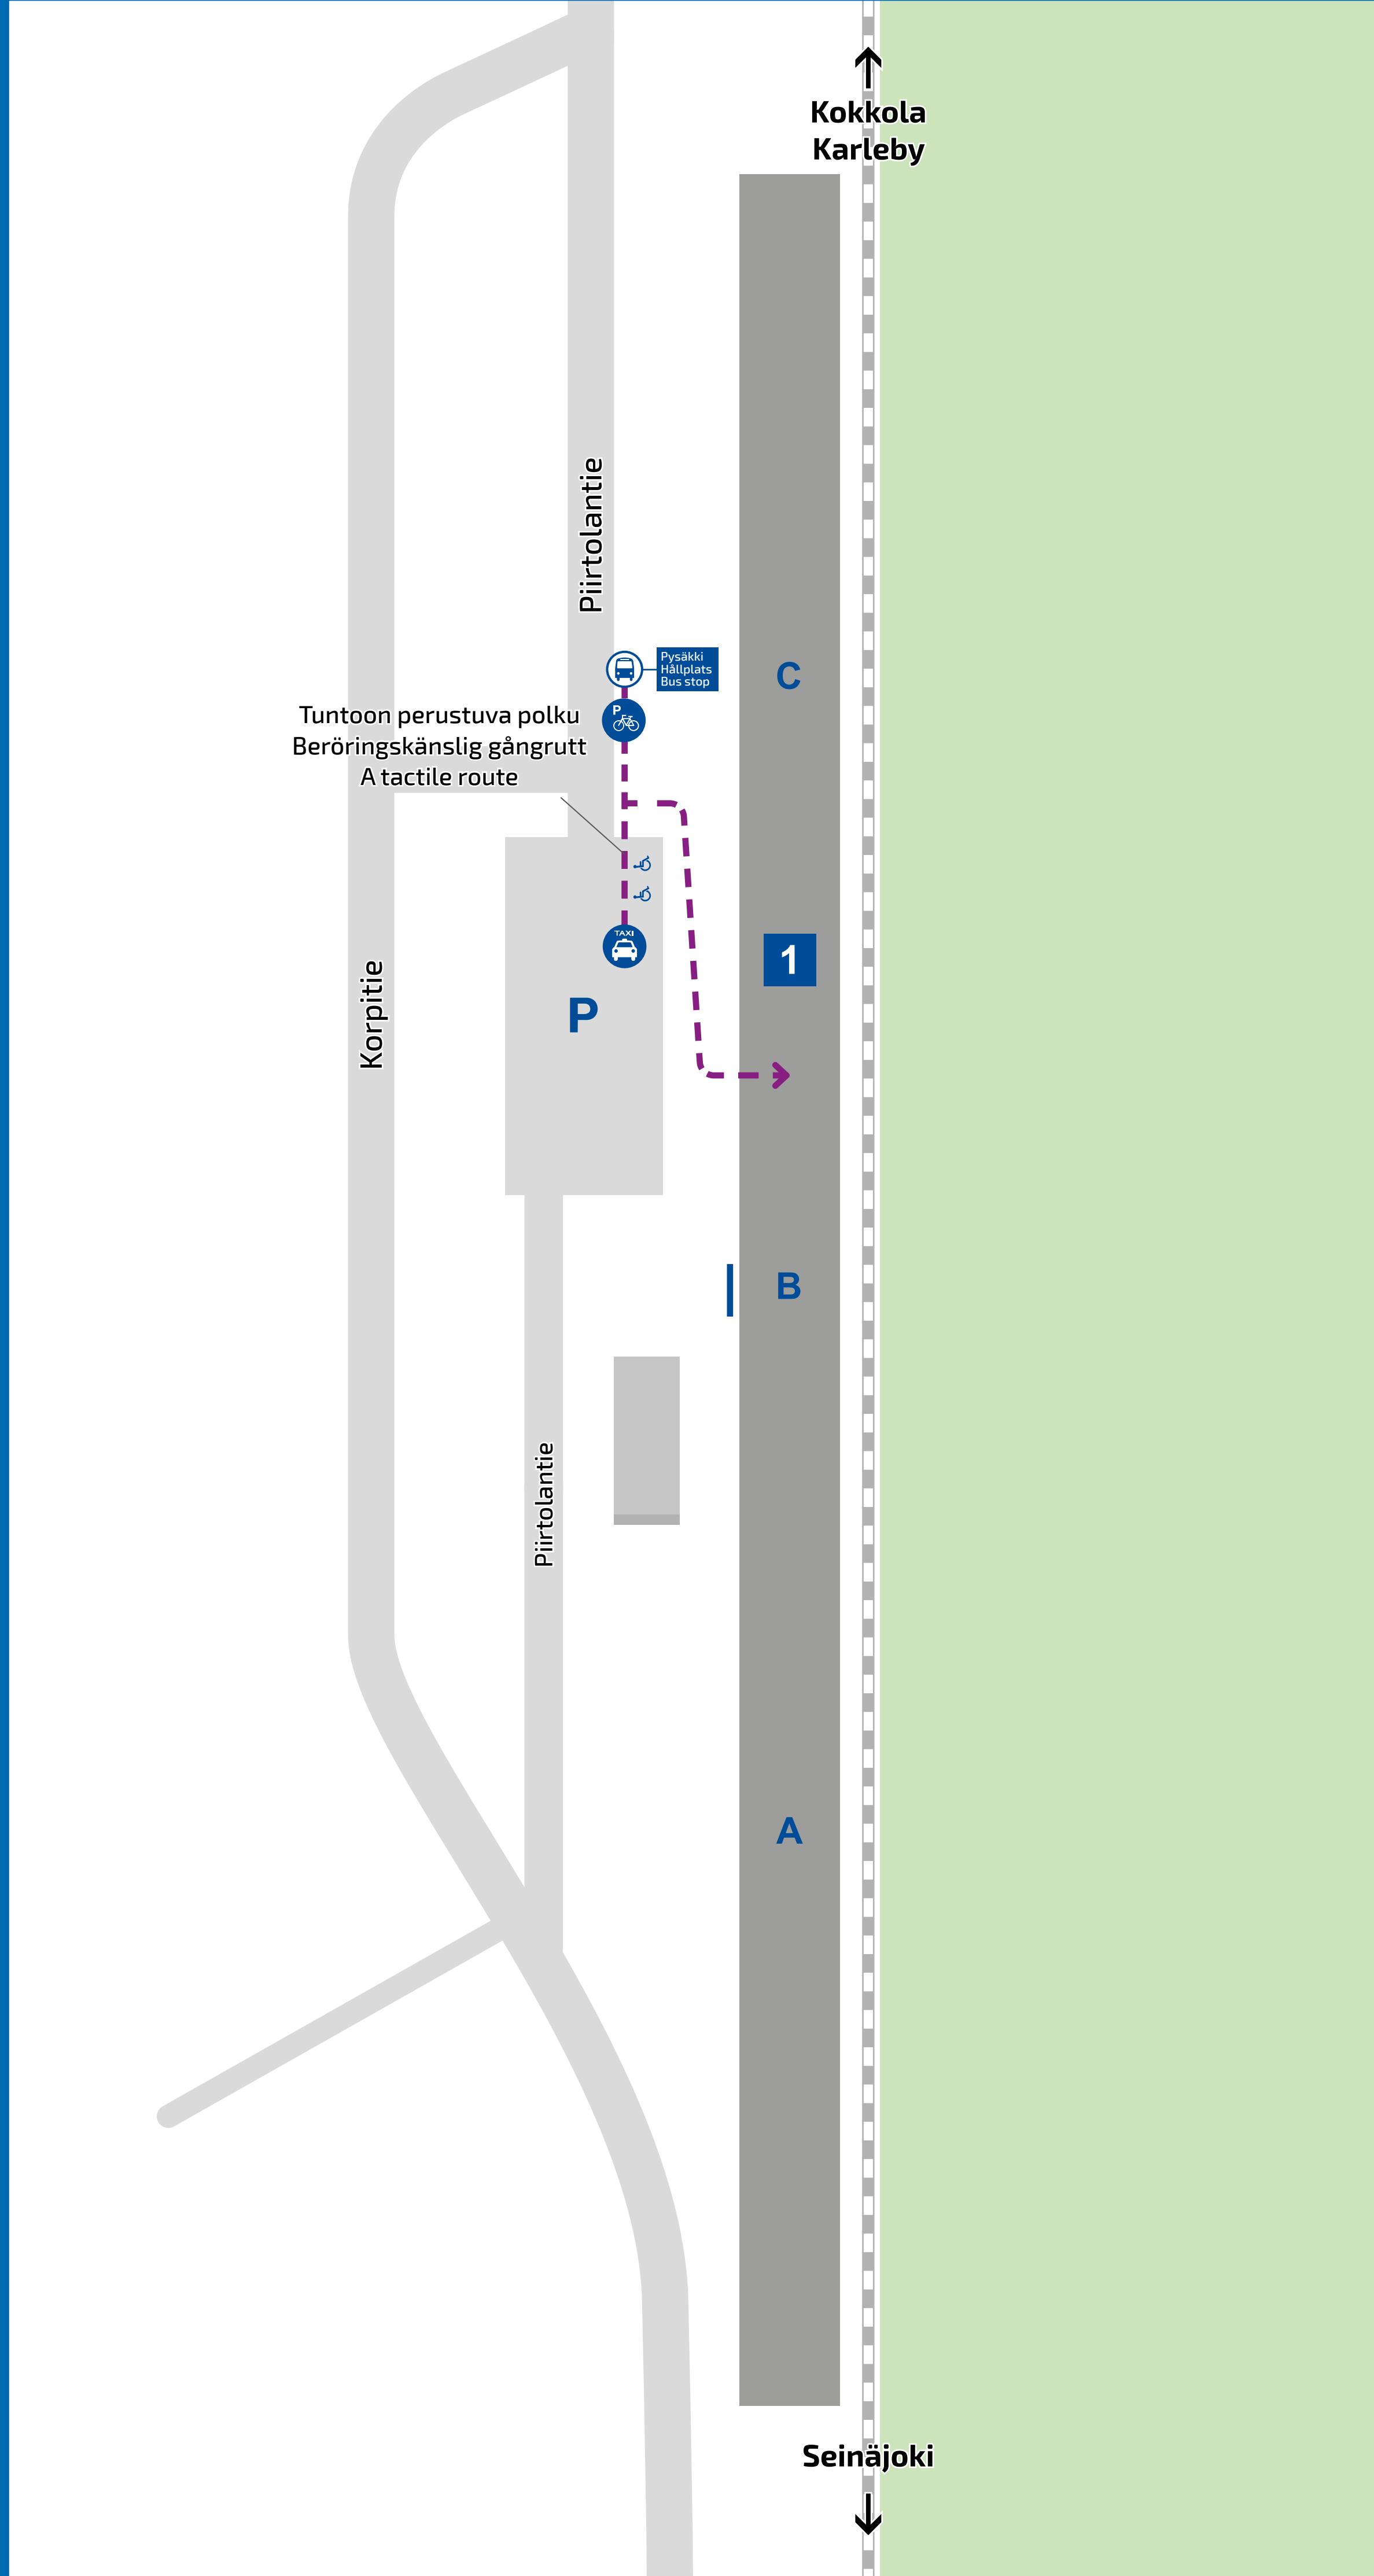 Kokkola
Karleby
Piirtolantie
Pysäkki
Hållplats
Bus stop
C
P
Tuntoon perustuva polku
Beröringskänslig gångrutt
A tactile route
TAXI
1
P
Korpitie
B
Piirtolantie
A
Seinäjoki